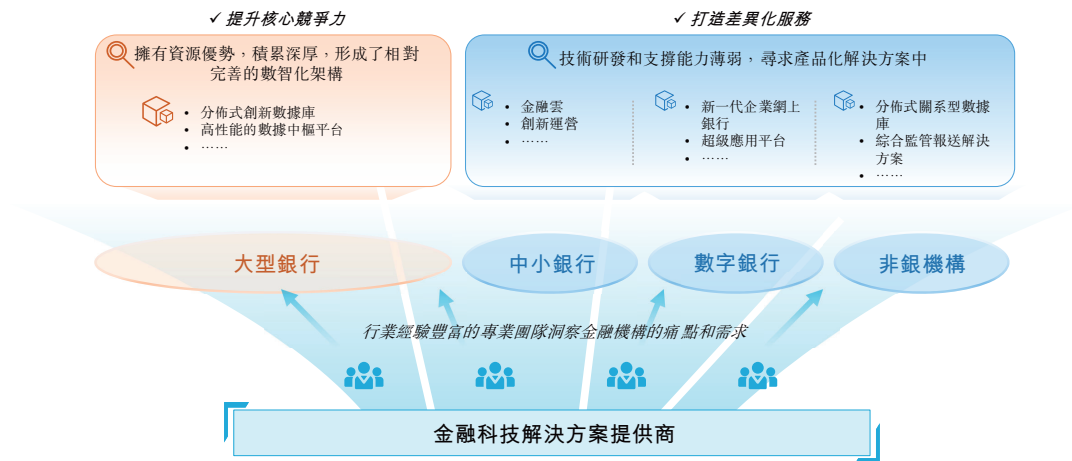 ✓ 提升核心競爭力
擁有資源優勢，積累深厚，形成了相對
完善的數智化架構
• 分佈式創新數據庫
• 高性能的數據中樞平台
• ……
✓ 打造差異化服務
技術研發和支撐能力薄弱，尋求產品化解決方案中
• 金融雲
• 創新運營
• ……
• 新一代企業網上
銀行
• 超級應用平台
• ……
• 分佈式關系型數據
庫
• 綜合監管報送解決
方案
• ……
大型銀行
中小銀行
數字銀行
非銀機構
行業經驗豐富的專業團隊洞察金融機構的痛點和需求
金融科技解決方案提供商